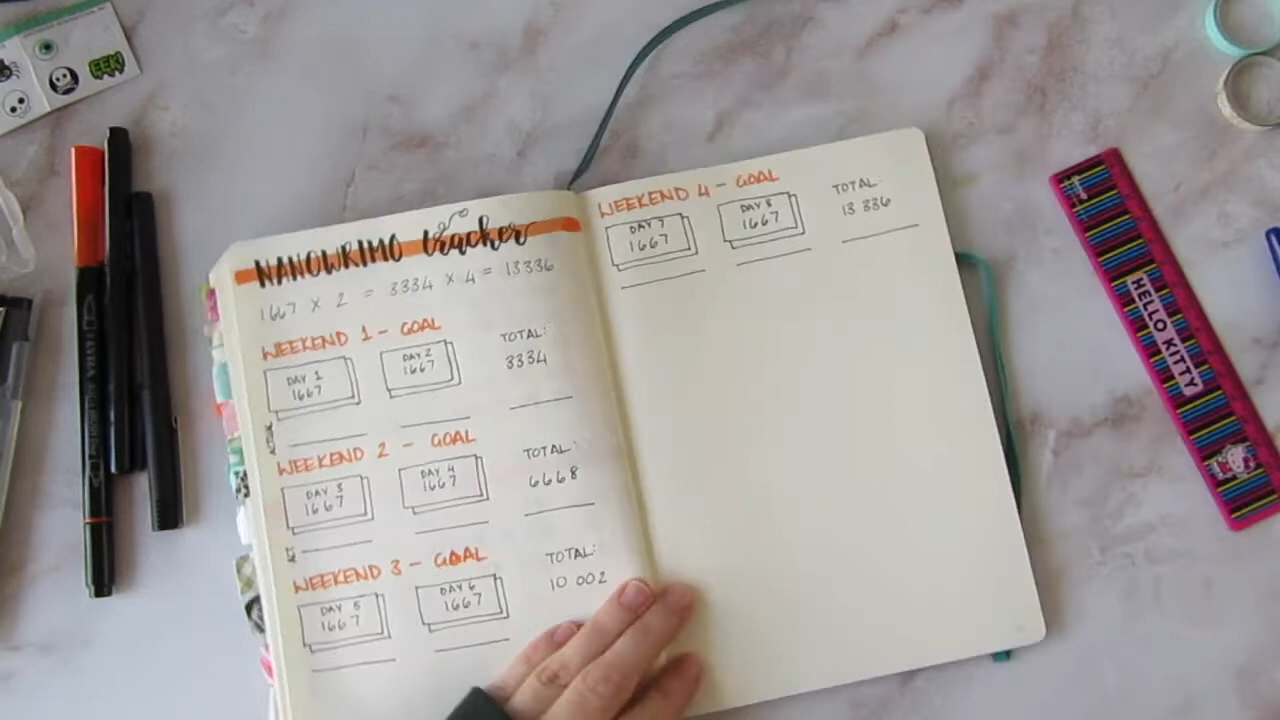 EEK!
NANOWRIMO tracker
1667 X 2 = 3334 X 4 = 13336
WEEKEND 1 - GOAL
DAY 1
1667
DAY 2
1667
TOTAL:
3334
WEEKEND 2 - GOAL
DAY 3
1667
DAY 4
1667
TOTAL:
6668
WEEKEND 3 - GOAL
DAY 5
1667
DAY 6
1667
TOTAL:
10 002
WEEKEND 4 - GOAL
DAY 7
1667
DAY 8
1667
TOTAL:
13 336
HELLO KITTY